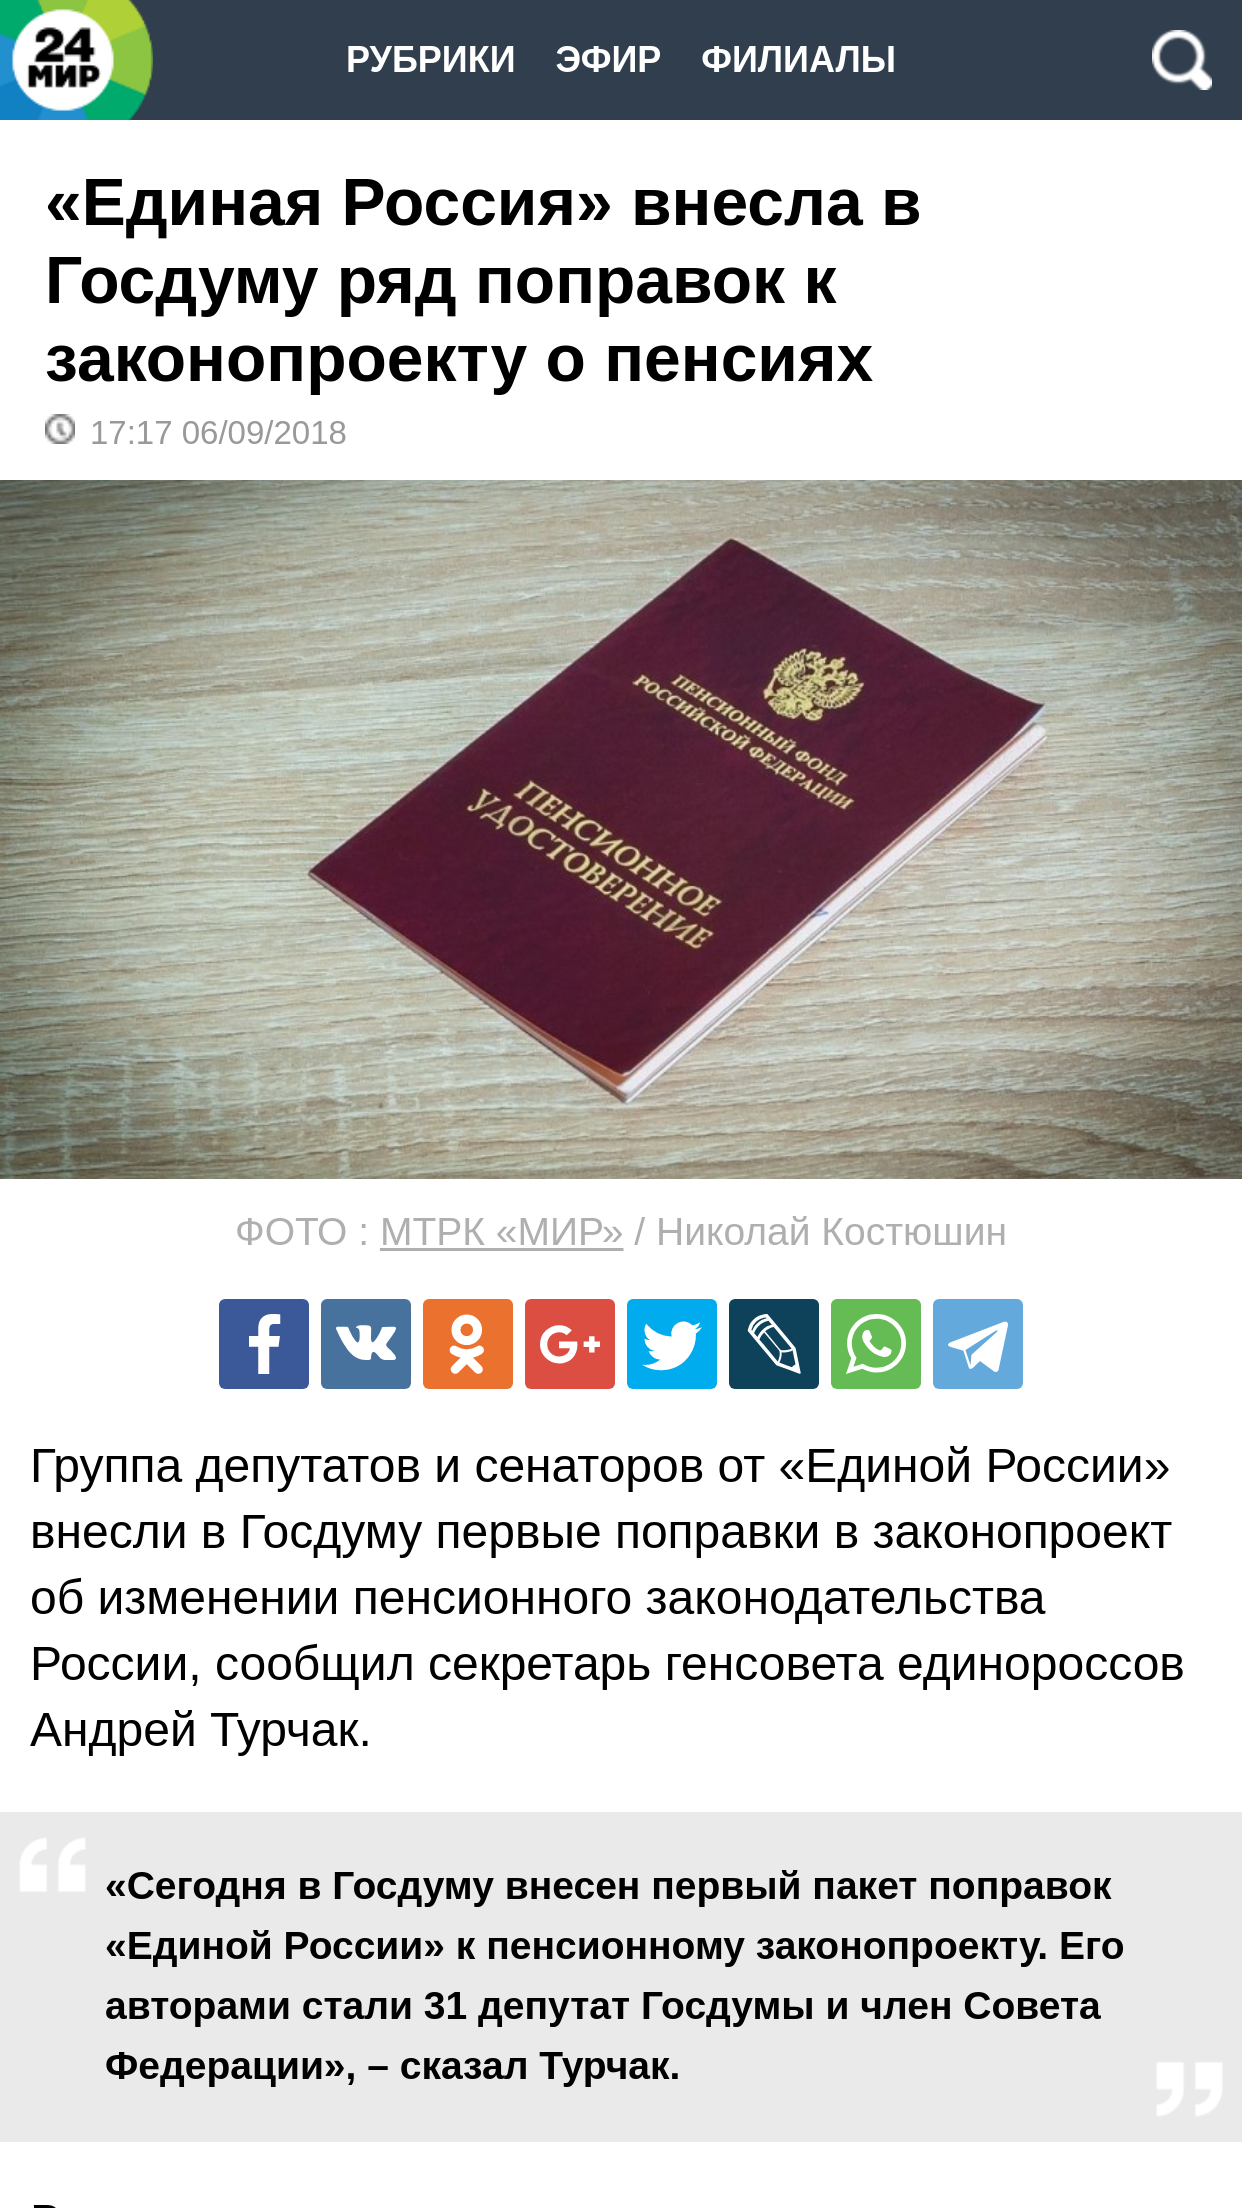 24
МИР
РУБРИКИ ЭФИР ФИЛИАЛЫ
«Единая Россия» внесла в
Госдуму ряд поправок к
законопроекту о пенсиях
17:17 06/09/2018
ПЕНСИОННЫЙ ФОНД
РОССИЙСКОЙ ФЕДЕРАЦИИ
ПЕНСИОННОЕ
УДОСТОВЕРЕНИЕ
ФОТО : МТРК «МИР» / Николай Костюшин
Группа депутатов и сенаторов от «Единой России»
внесли в Госдуму первые поправки в законопроект
об изменении пенсионного законодательства
России, сообщил секретарь генсовета единороссов
Андрей Турчак.
«Сегодня в Госдуму внесен первый пакет поправок
«Единой России» к пенсионному законопроекту. Его
авторами стали 31 депутат Госдумы и член Совета
Федерации», – сказал Турчак.